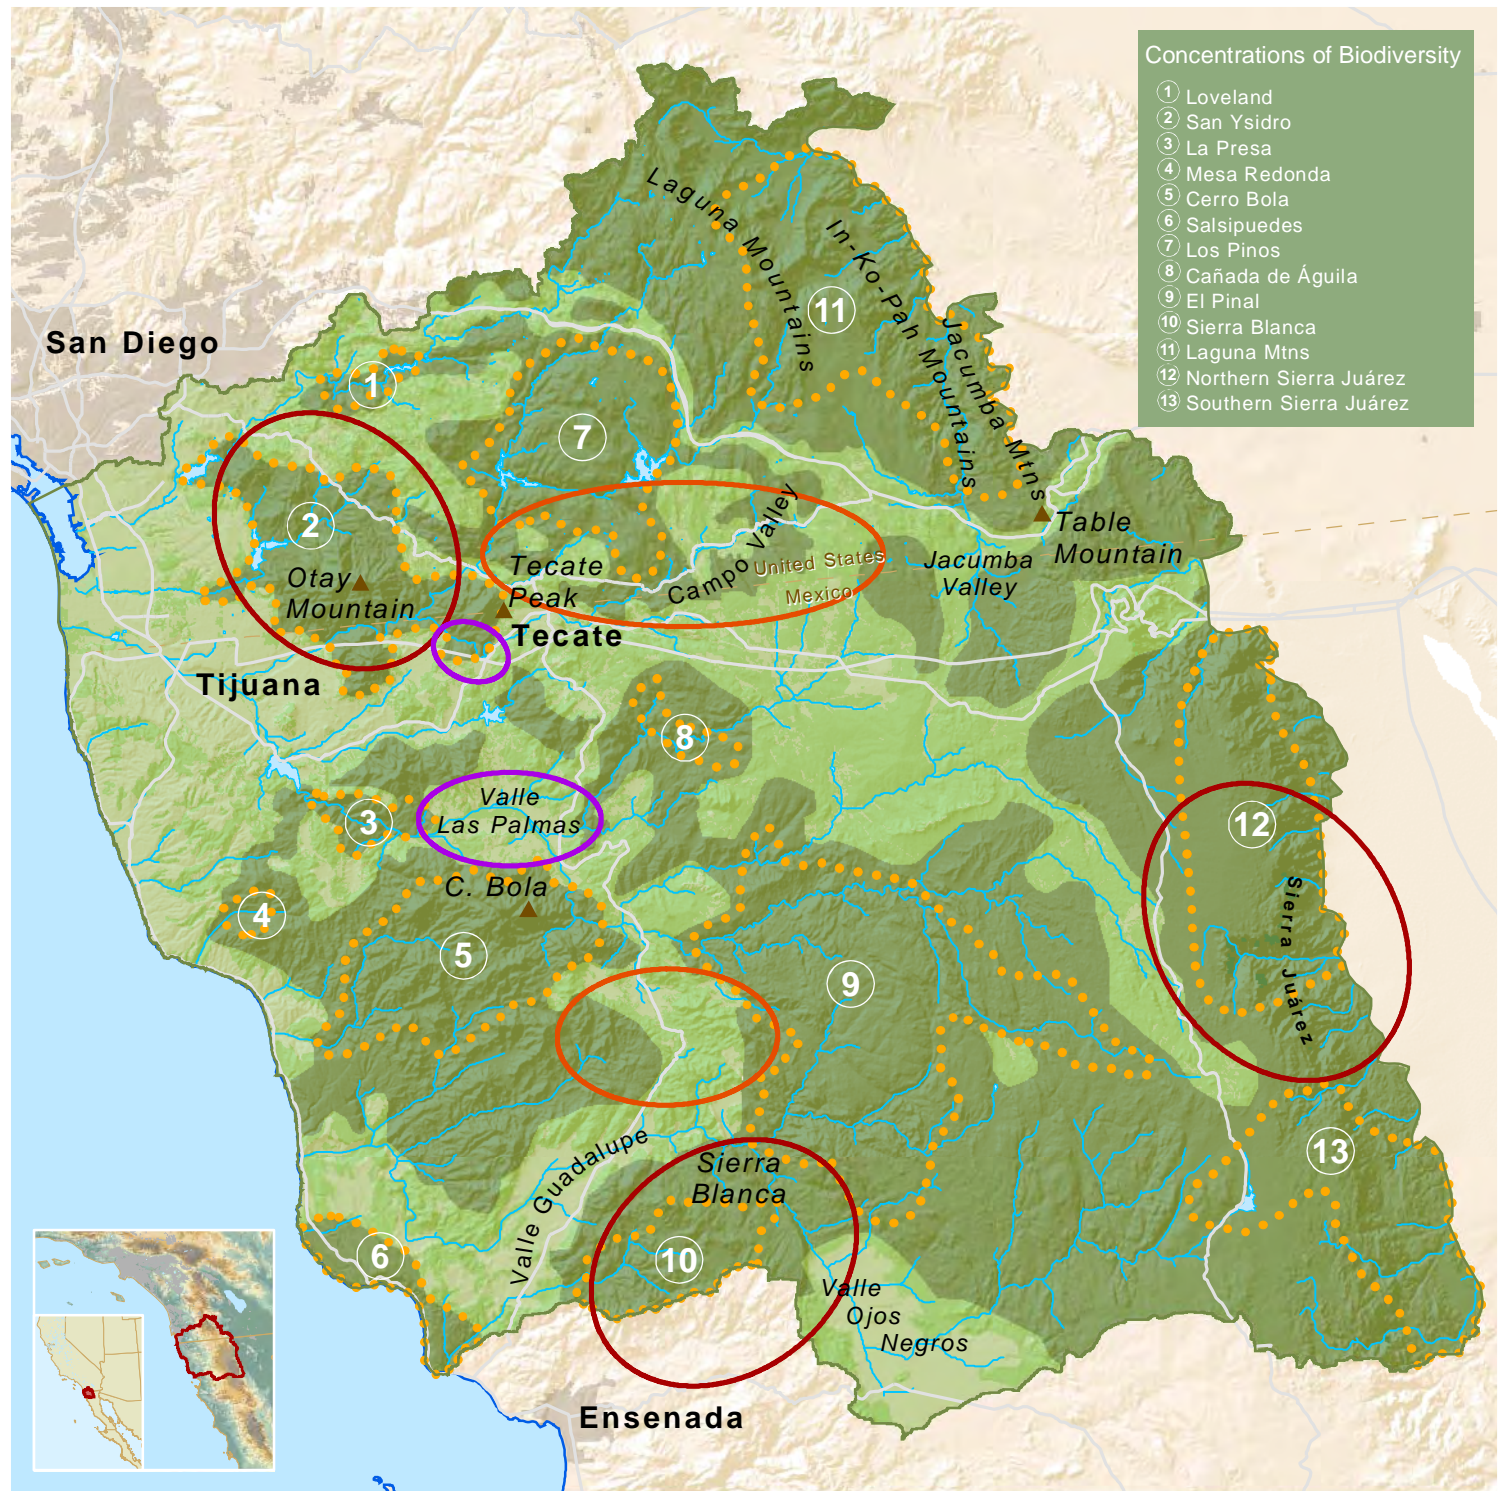 Concentrations of Biodiversity
1 Loveland
2 San Ysidro
3 La Presa
4 Mesa Redonda
5 Cerro Bola
6 Salsipuedes
7 Los Pinos
8 Cañada de Águila
9 El Pinal
10 Sierra Blanca
11 Laguna Mtns
12 Northern Sierra Juárez
13 Southern Sierra Juárez
Laguna Mountains
In-Ko-Pah Mountains
Jacumba Mtns
11
San Diego
1
7
2
Table
Mountain
Otay
Mountain
Tecate
Peak
Campo Valley
United States
Mexico
Jacumba
Valley
Tecate
Tijuana
8
Valle
Las Palmas
3
12
C. Bola
4
5
9
Sierra Juárez
Valle Guadalupe
Sierra
Blanca
13
6
10
Valle
Ojos
Negros
Ensenada